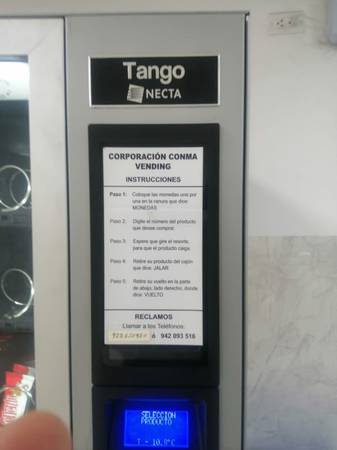 Tango
NECTA
CORPORACIÓN CONMA
VENDING
INSTRUCCIONES
Paso 1: Coloque las monedas una por
una en la ranura que dice:
MONEDAS
Paso 2: Digite el número del producto
que desee comprar.
Paso 3: Espere que gire el resorte,
para que el producto caiga.
Paso 4: Retire su producto del cajón
que dice: JALAR
Paso 5: Retire su vuelto en la parte
de abajo, lado derecho, donde
dice: VUELTO
RECLAMOS
Llamar a los Teléfonos:
ó 942 093 516
SELECCION
PRODUCTO
T = 10.8°C